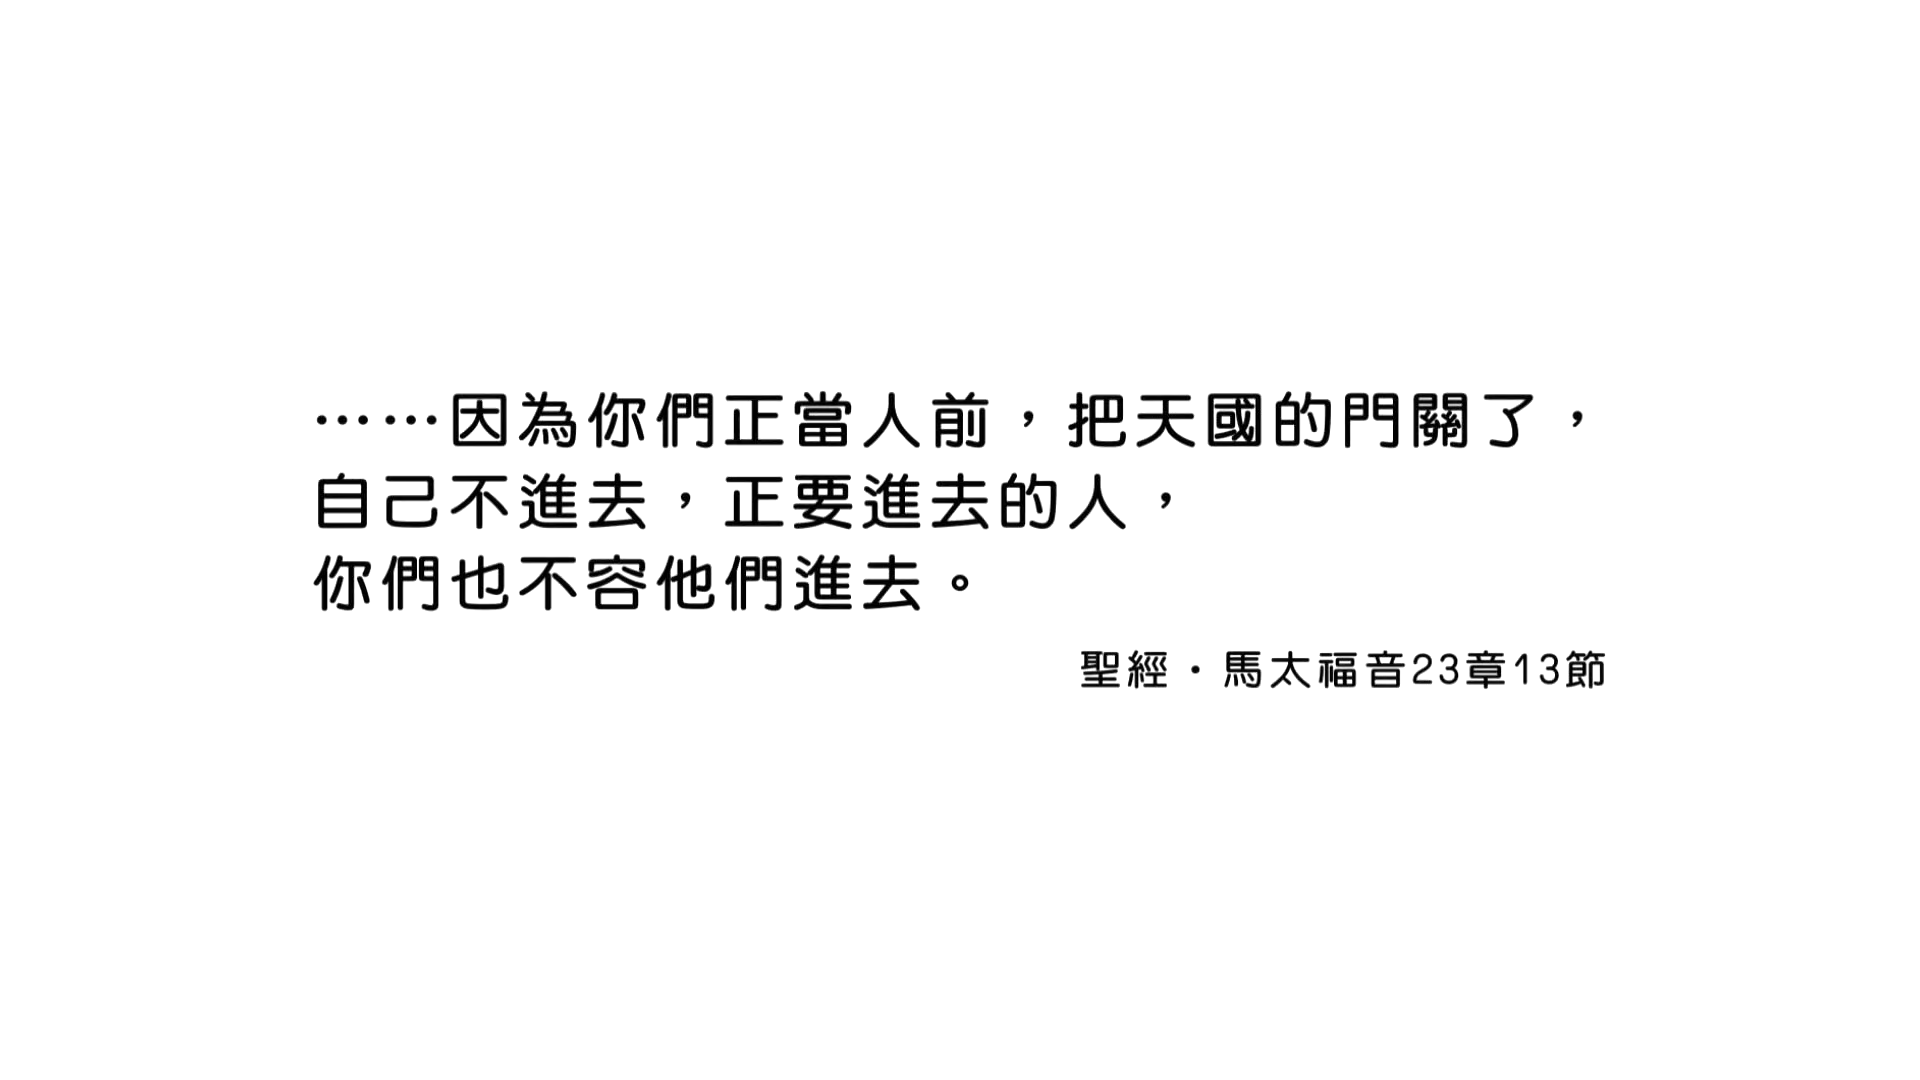 ……因為你們正當人前，把天國的門關了，
自己不進去，正要進去的人，
你們也不容他們進去。
聖經・馬太福音23章13節